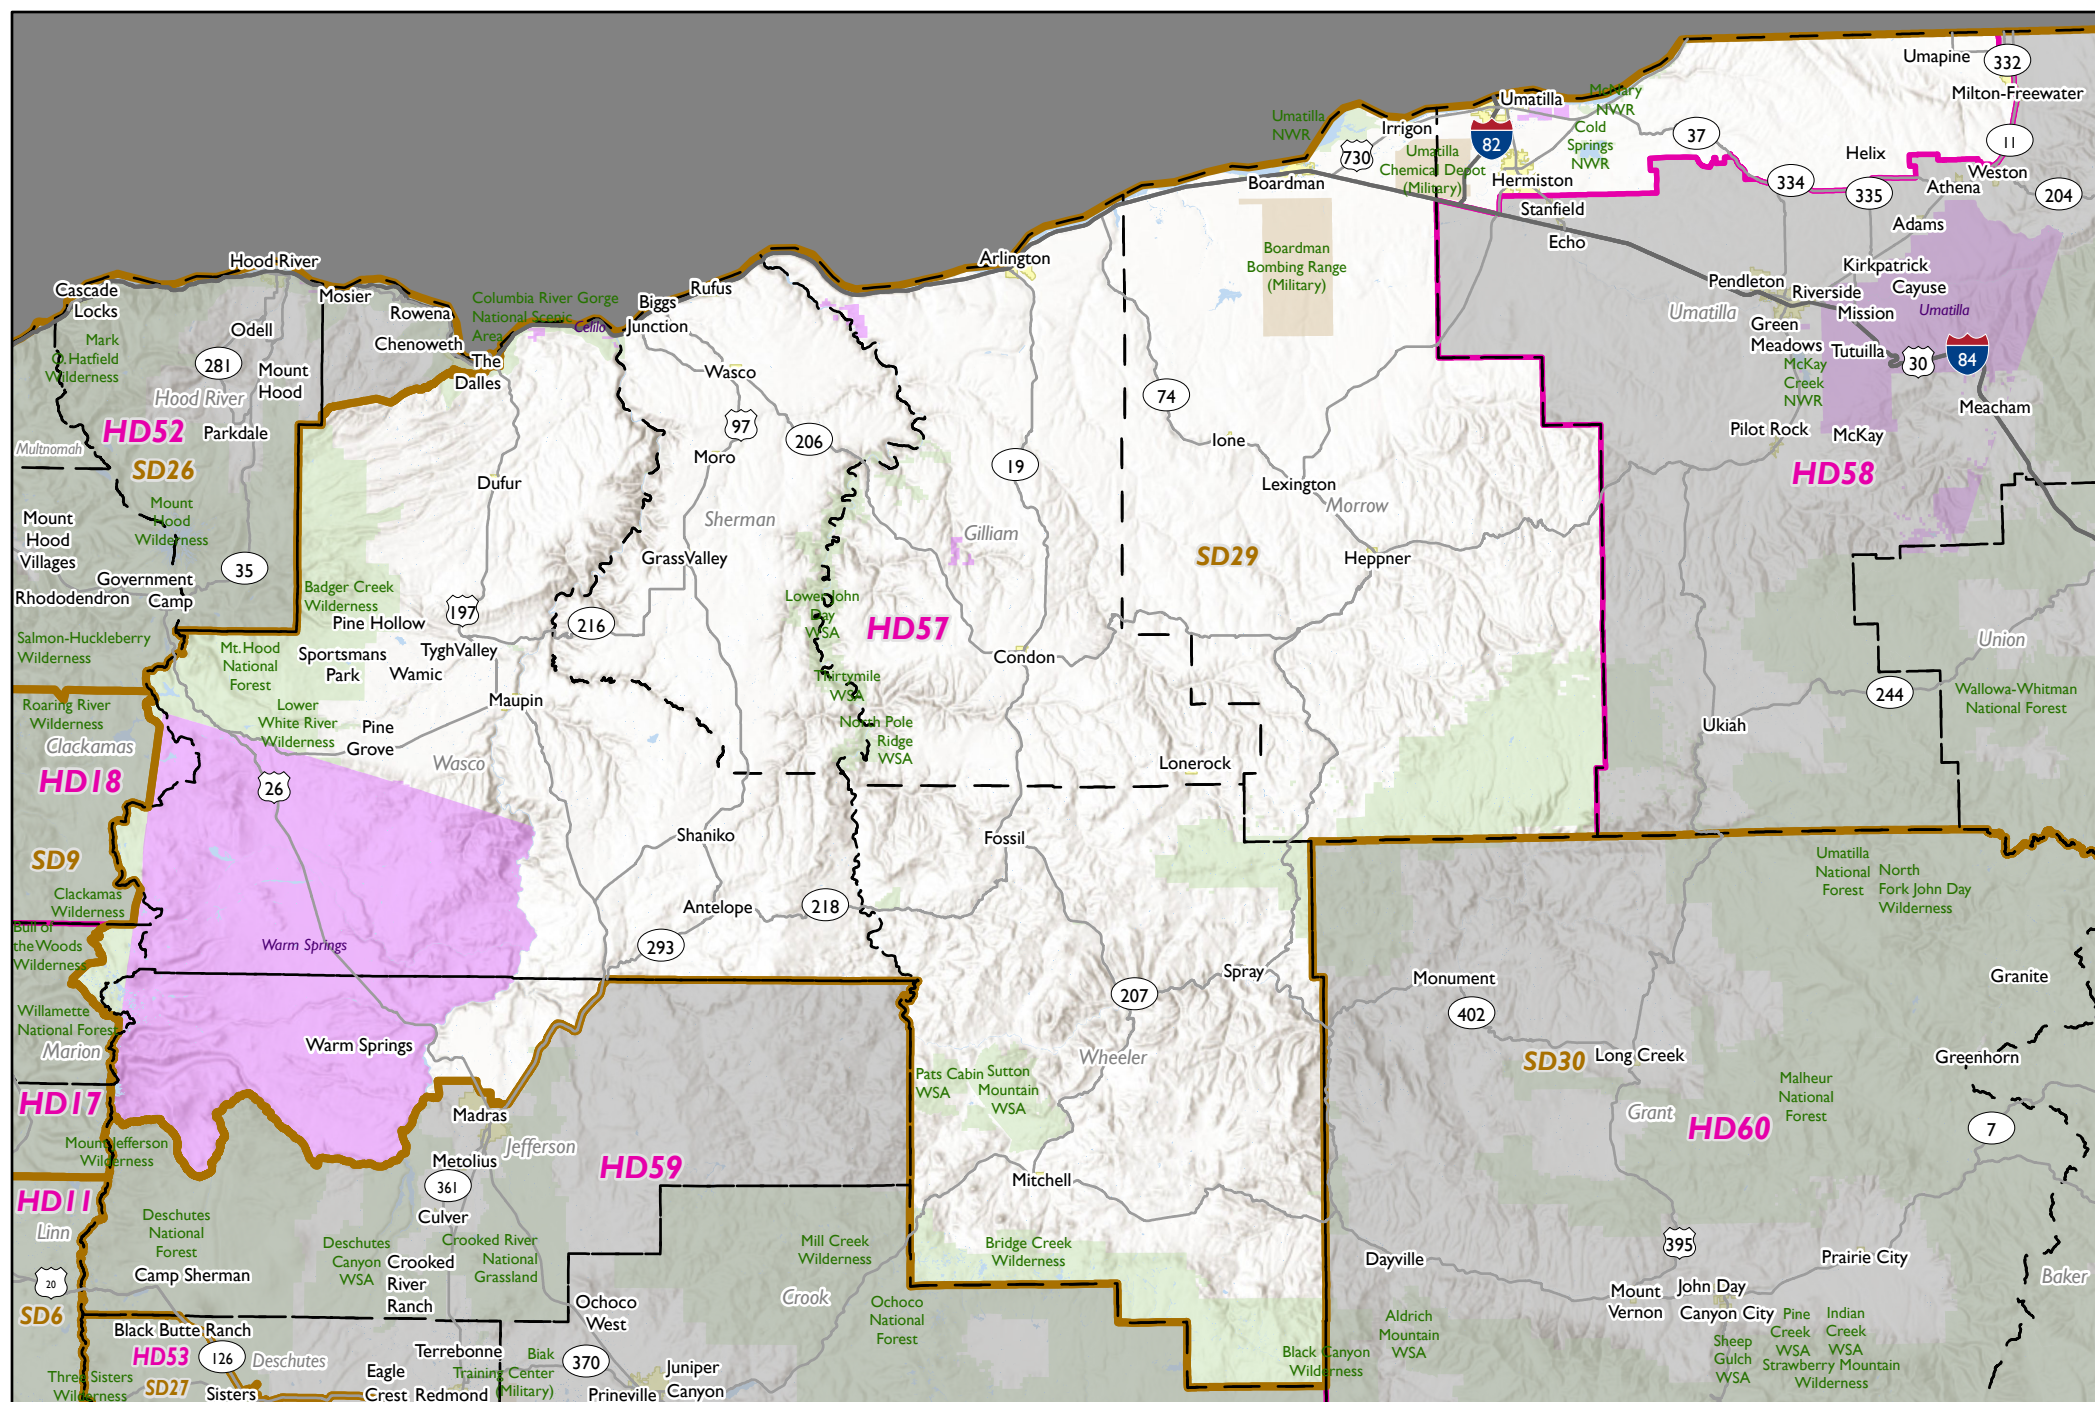 Umapine
332
Milton-Freewater
McNary
NWR
Umatilla
Umatilla
NWR
Irrigon
Cold
Springs
NWR
37
11
82
730
Umatilla
Chemical Depot
(Military)
Helix
Weston
Boardman
Hermiston
334
335
Athena
204
Stanfield
Echo
Adams
Hood River
Arlington
Boardman
Bombing Range
(Military)
Kirkpatrick
Cayuse
Pendleton
Riverside
Mission
Umatilla
Umatilla
Cascade
Locks
Mosier
Rowena
Columbia River Gorge
National Scenic
Area
Celilo
Biggs
Junction
Rufus
Green
Meadows
Tutuilla
30
84
Mark
O. Hatfield
Wilderness
Odell
281
Mount
Hood
Chenoweth
The
Dalles
Wasco
McKay
Creek
NWR
Hood River
74
Meacham
HD52
Parkdale
97
206
Ione
Pilot Rock
McKay
Multnomah
SD26
Moro
19
HD58
Dufur
Lexington
Morrow
Mount
Hood
Wilderness
Mount
Hood
Villages
Sherman
Gilliam
35
GrassValley
SD29
Heppner
Government
Camp
Rhododendron
Badger Creek
Wilderness
Pine Hollow
197
216
Lower John
Day
WSA
HD57
Salmon-Huckleberry
Wilderness
Mt. Hood
National
Forest
Sportsmans
Park
TyghValley
Wamic
Condon
Union
Thirtymile
WSA
244
Wallowa-Whitman
National Forest
Roaring River
Wilderness
Lower
White River
Wilderness
Maupin
Pine
Grove
North Pole
Ridge
WSA
Ukiah
Clackamas
HD18
Wasco
Lonerock
26
Shaniko
Fossil
SD9
Umatilla
National
Forest
North
Fork John Day
Wilderness
Clackamas
Wilderness
Antelope
218
Bull of
the Woods
Wilderness
Warm Springs
293
Spray
Monument
Granite
207
402
Willamette
National Forest
Marion
Warm Springs
Wheeler
SD30
Long Creek
Greenhorn
Pats Cabin
WSA
Sutton
Mountain
WSA
Malheur
National
Forest
HD17
Madras
Grant
HD60
7
Mount Jefferson
Wilderness
Jefferson
Metolius
HD59
361
Mitchell
HD11
Linn
Deschutes
National
Forest
Culver
Deschutes
Canyon
WSA
Crooked
River
Ranch
Crooked River
National
Grassland
Mill Creek
Wilderness
Bridge Creek
Wilderness
Dayville
395
Prairie City
20
Camp Sherman
Crook
Baker
SD6
Ochoco
West
Ochoco
National
Forest
Mount
Vernon
John Day
Canyon City
Black Butte Ranch
Aldrich
Mountain
WSA
Pine
Creek
WSA
Indian
Creek
WSA
HD53
126
Deschutes
Terrebonne
Biak
Training Center
(Military)
370
Juniper
Canyon
Black Canyon
Wilderness
Sheep
Gulch
WSA
Strawberry Mountain
Wilderness
Three Sisters
Wilderness
SD27
Sisters
Eagle
Crest
Redmond
Prineville